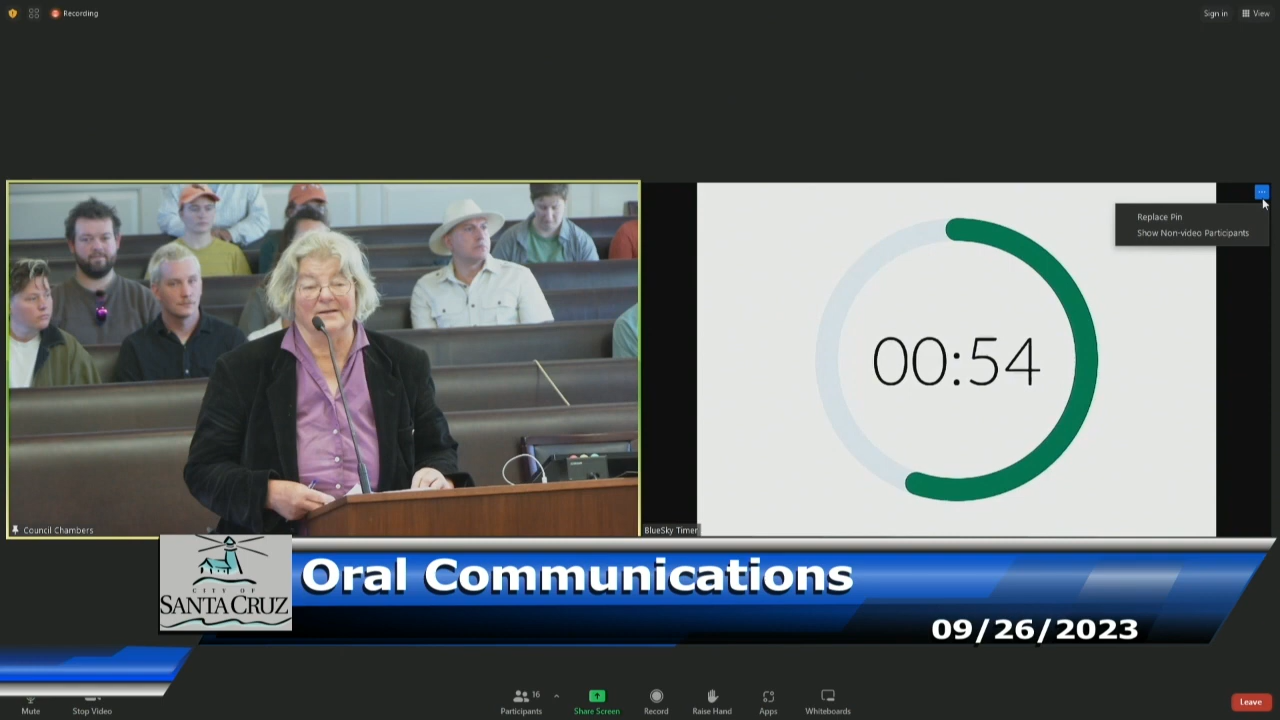 Recording
Sign in
View
Replace Pin
Show Non-video Participants
00:54
Council Chambers
BlueSky Timer
CITY OF
SANTA CRUZ
Oral Communications
09/26/2023
Mute
Stop Video
Participants
16
Share Screen
Record
Raise Hand
Apps
Whiteboards
Leave